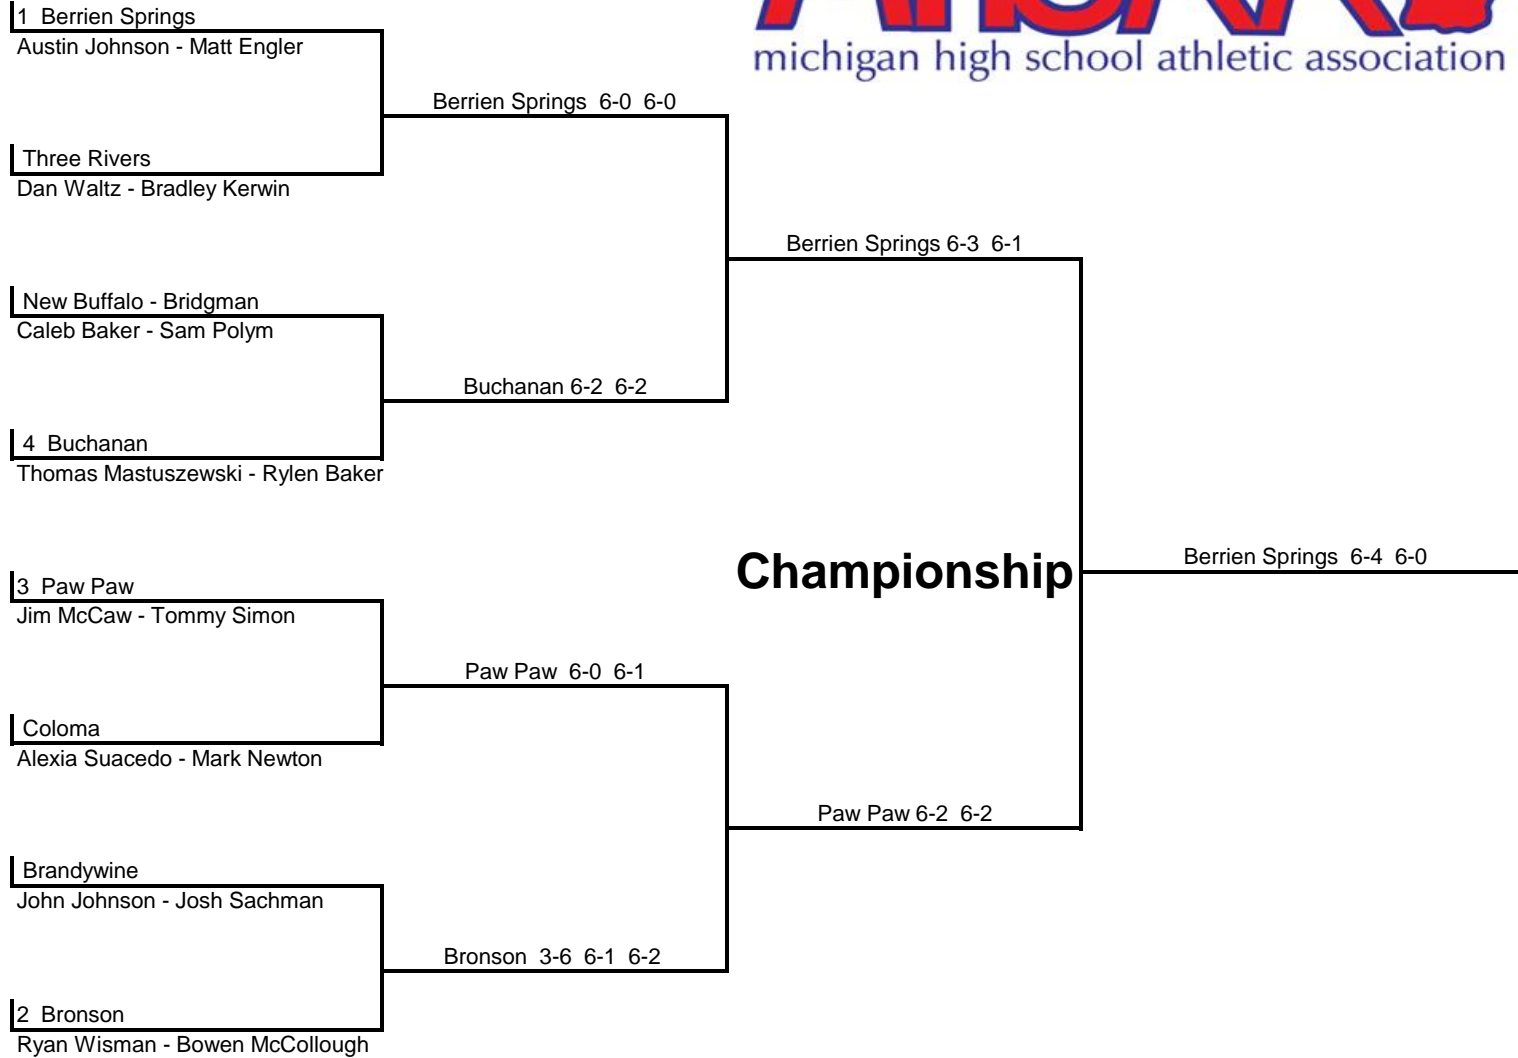 1 Berrien Springs
Austin Johnson - Matt Engler
michigan high school athletic association
Berrien Springs 6-0 6-0
Three Rivers
Dan Waltz - Bradley Kerwin
Berrien Springs 6-3 6-1
New Buffalo - Bridgman
Caleb Baker - Sam Polym
Buchanan 6-2 6-2
4 Buchanan
Thomas Mastuszewski - Rylen Baker
Championship
Berrien Springs 6-4 6-0
3 Paw Paw
Jim McCaw - Tommy Simon
Paw Paw 6-0 6-1
Coloma
Alexia Suacedo - Mark Newton
Paw Paw 6-2 6-2
Brandywine
John Johnson - Josh Sachman
Bronson 3-6 6-1 6-2
2 Bronson
Ryan Wisman - Bowen McCollough